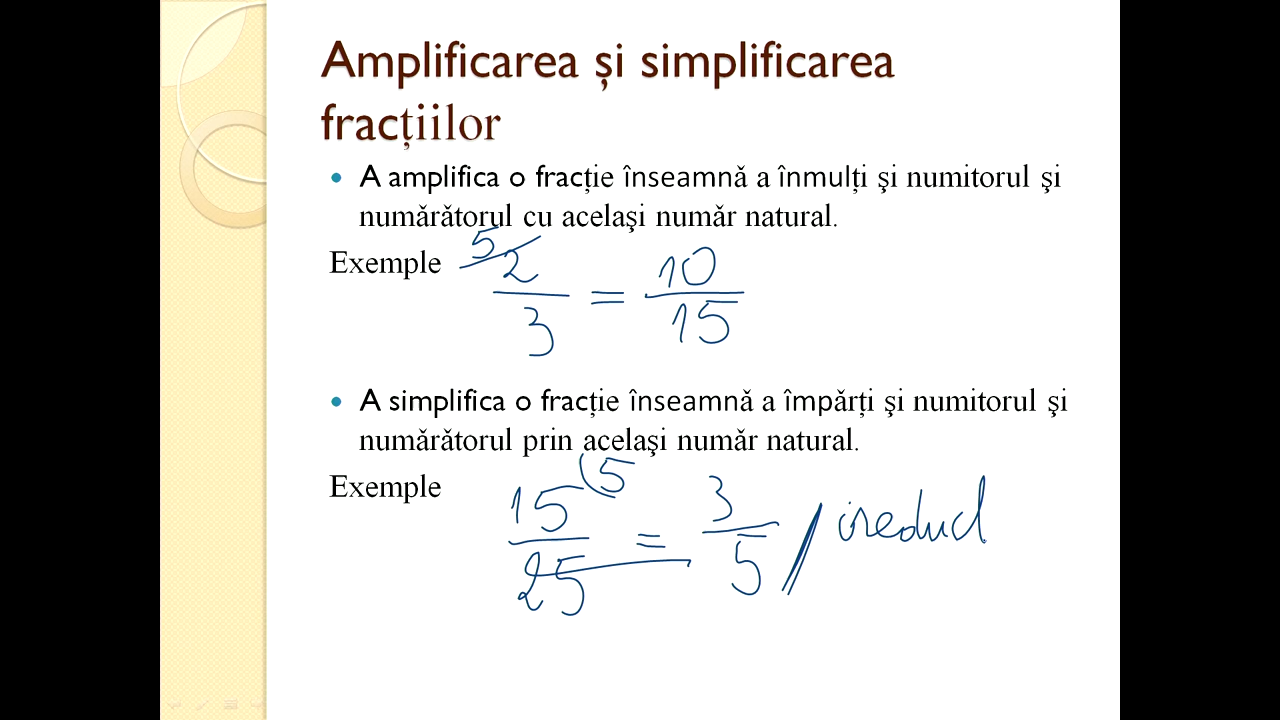 Amplificarea și simplificarea
fracțiilor
• A amplifica o fracție înseamnă a înmulți şi numitorul şi
numărătorul cu acelaşi număr natural.
Exemple
5 2/3 = 10/15
• A simplifica o fracție înseamnă a împărți şi numitorul şi
numărătorul prin acelaşi număr natural.
Exemple
15/25 (5 = 3/5 / ireduct